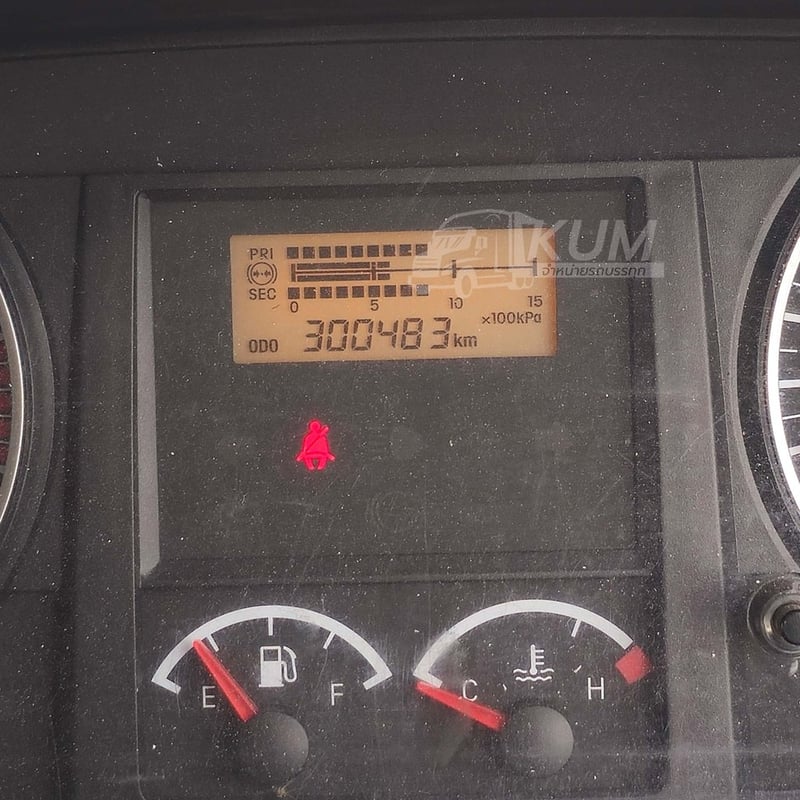 PRI
KUM
จำหน่ายรถบรรทุก
SEC
0 5 10 15
×100kPa
ODO 300483 km
E F
C H